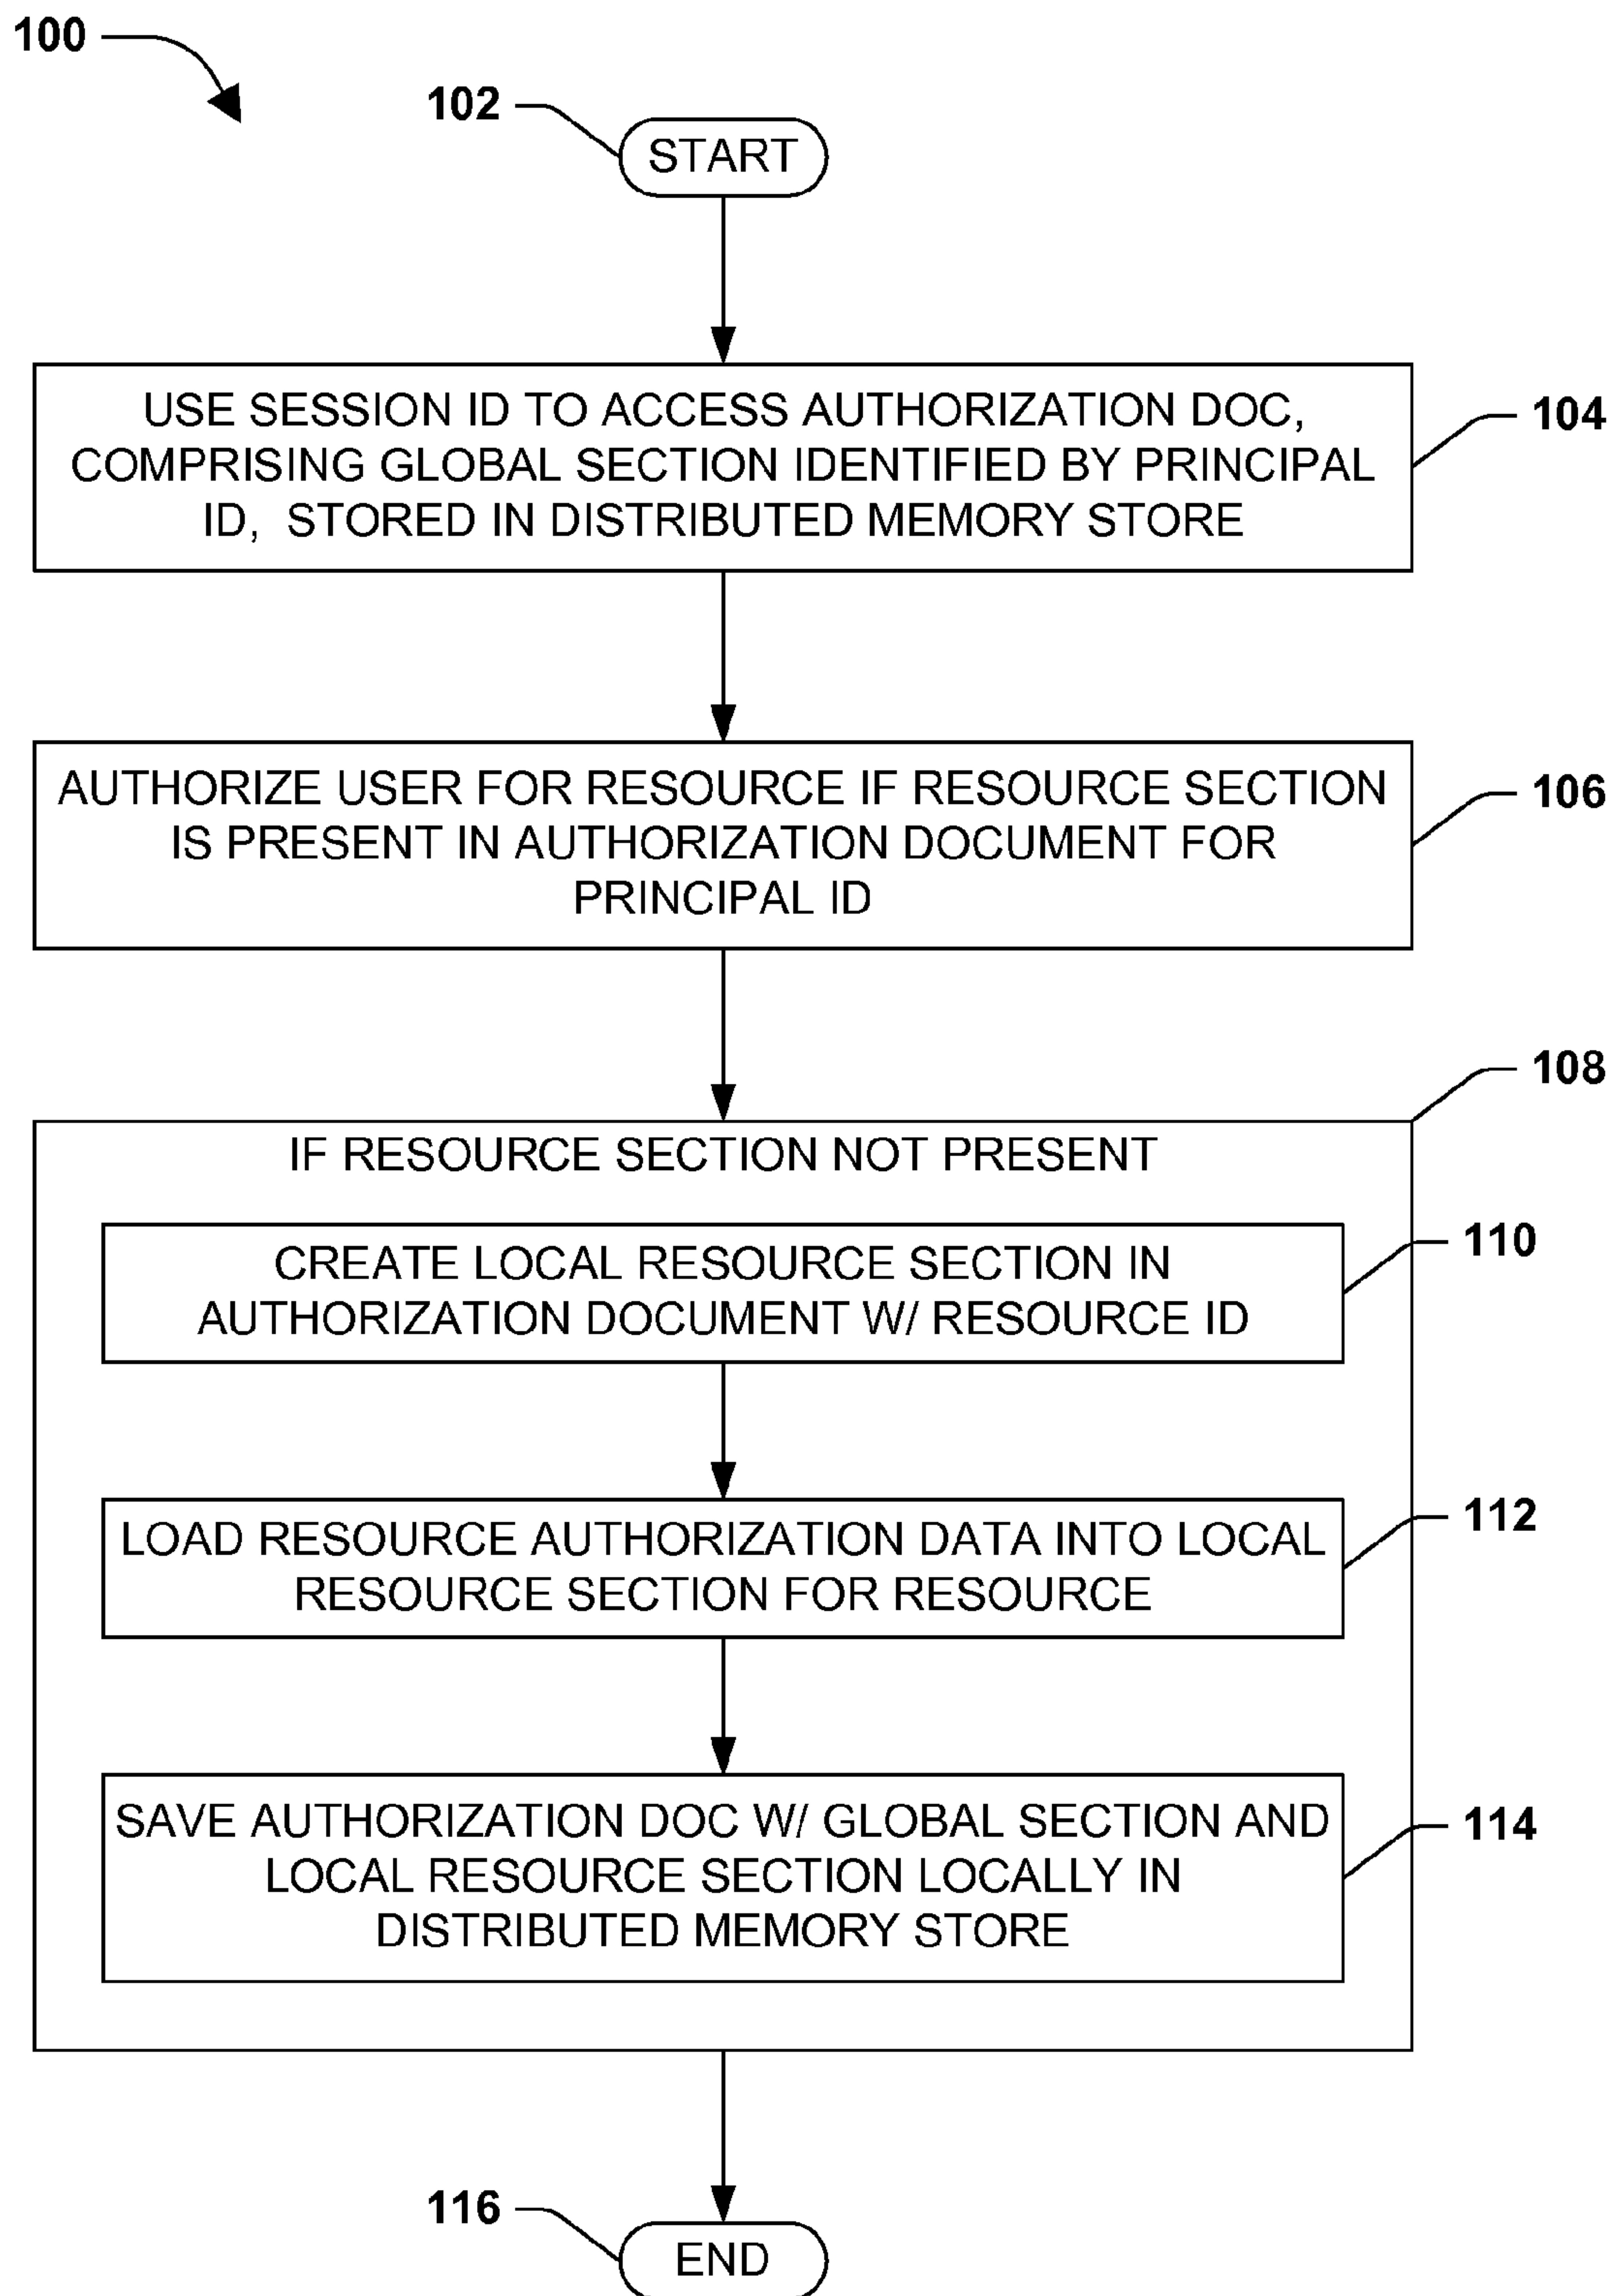 100
102
START
USE SESSION ID TO ACCESS AUTHORIZATION DOC,
COMPRISING GLOBAL SECTION IDENTIFIED BY PRINCIPAL
ID, STORED IN DISTRIBUTED MEMORY STORE
104
AUTHORIZE USER FOR RESOURCE IF RESOURCE SECTION
IS PRESENT IN AUTHORIZATION DOCUMENT FOR
PRINCIPAL ID
106
108
IF RESOURCE SECTION NOT PRESENT
CREATE LOCAL RESOURCE SECTION IN
AUTHORIZATION DOCUMENT W/ RESOURCE ID
110
LOAD RESOURCE AUTHORIZATION DATA INTO LOCAL
RESOURCE SECTION FOR RESOURCE
112
SAVE AUTHORIZATION DOC W/ GLOBAL SECTION AND
LOCAL RESOURCE SECTION LOCALLY IN
DISTRIBUTED MEMORY STORE
114
116
END